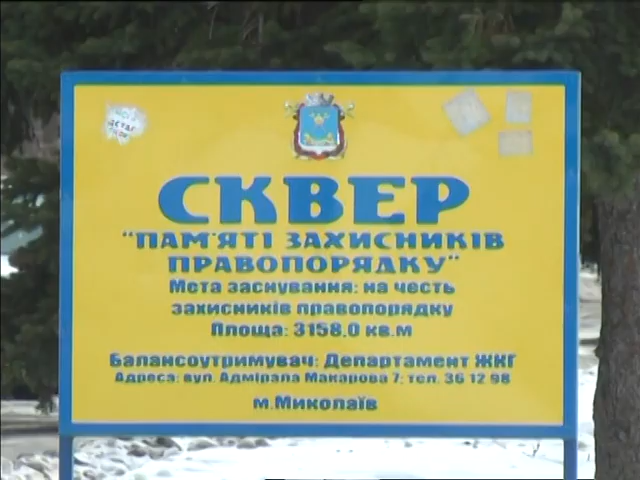 СКВЕР
"ПАМ'ЯТІ ЗАХИСНИКІВ
ПРАВОПОРЯДКУ"
Мета заснування: на честь
захисників правопорядку
Площа: 3158.0 кв.м
Балансоутримувач: Департамент ЖКГ
Адреса: вул. Адмірала Макарова 7; тел. 36 12 98
м.Миколаїв